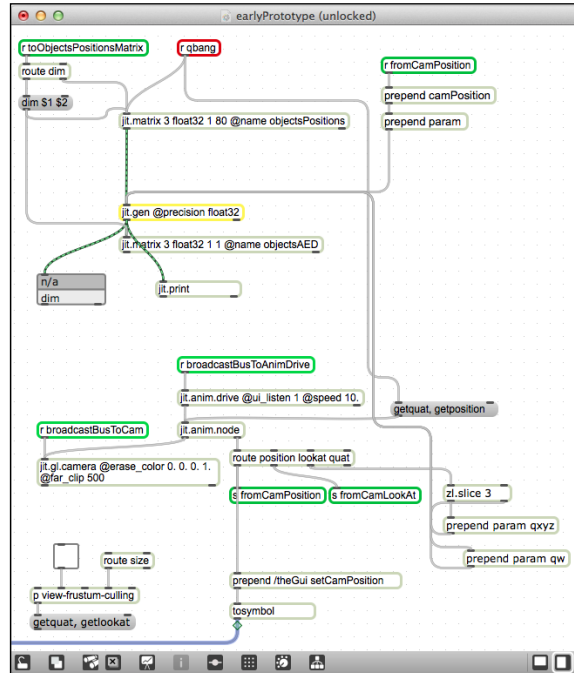 earlyPrototype (unlocked)
r toObjectsPositionsMatrix
r qbang
route dim
r fromCamPosition
dim $1 $2
prepend camPosition
jit.matrix 3 float32 1 80 @name objectsPositions
prepend param
jit.gen @precision float32
jit.matrix 3 float32 1 1 @name objectsAED
n/a
dim
jit.print
r broadcastBusToAnimDrive
jit.anim.drive @ui_listen 1 @speed 10.
getquat, getposition
r broadcastBusToCam
jit.anim.node
jit.gl.camera @erase_color 0. 0. 0. 1.
@far_clip 500
route position lookat quat
s fromCamPosition
s fromCamLookAt
zl.slice 3
prepend param qxyz
route size
prepend param qw
p view-frustum-culling
prepend /theGui setCamPosition
getquat, getlookat
tosymbol